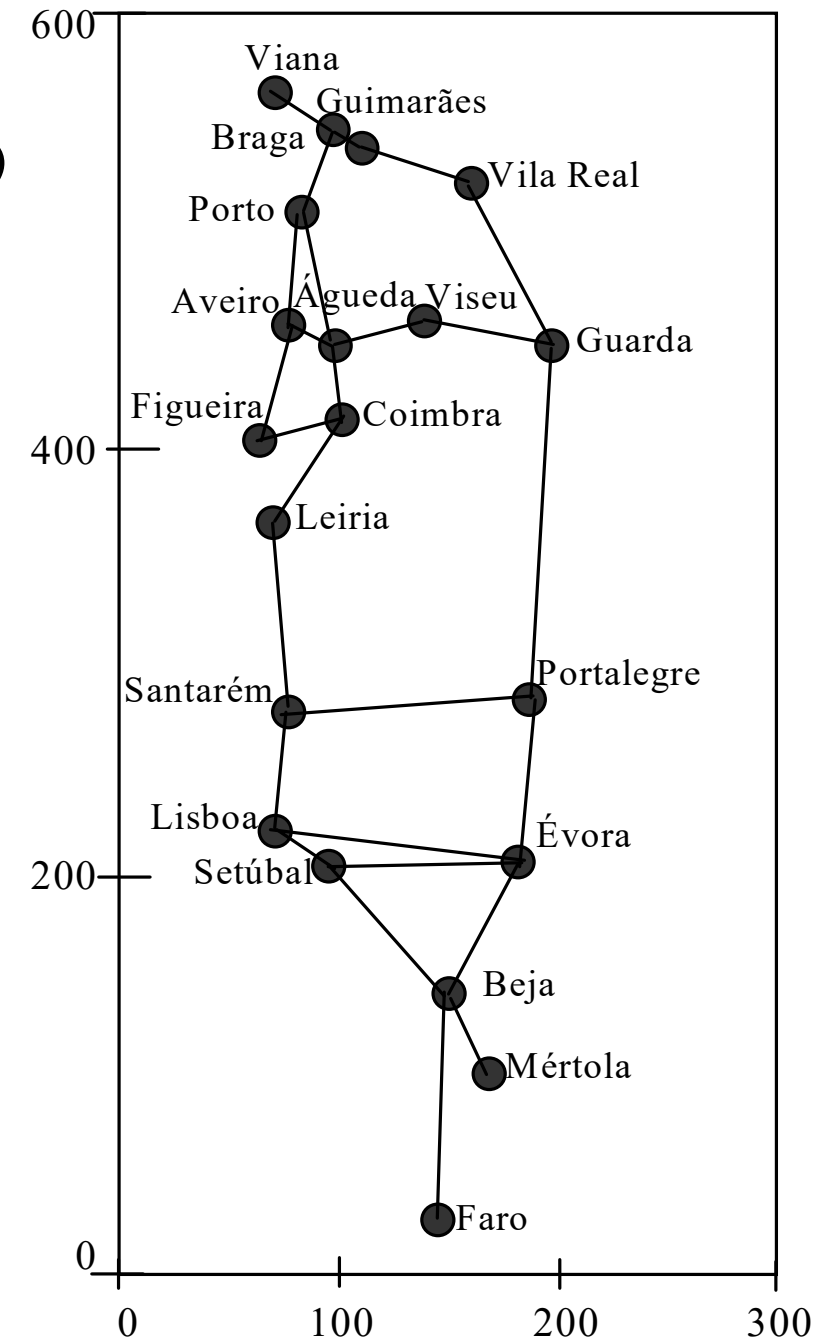 600
Viana
Guimarães
Braga
Vila Real
Porto
Aveiro
Águeda
Viseu
Guarda
Figueira
Coimbra
400
Leiria
Portalegre
Santarém
Lisboa
Évora
Setúbal
200
Beja
Mértola
Faro
0
0 100 200 300